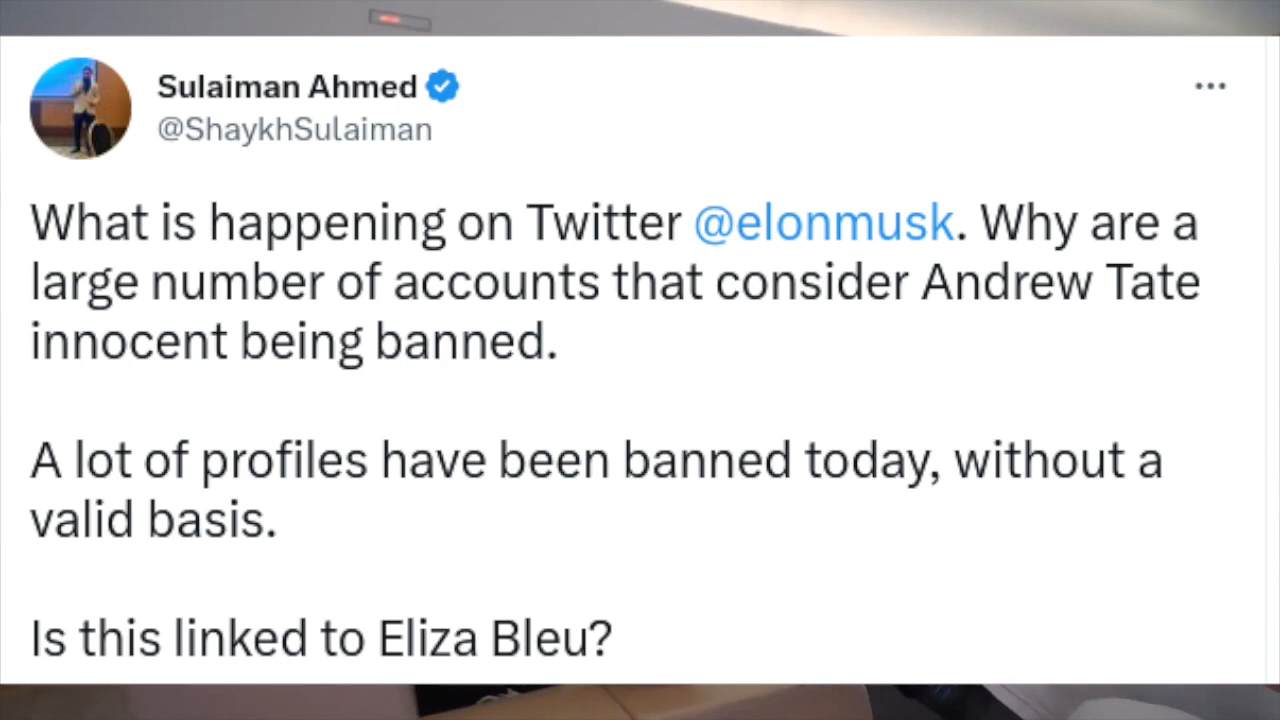 Sulaiman Ahmed
@ShaykhSulaiman
What is happening on Twitter @elonmusk. Why are a
large number of accounts that consider Andrew Tate
innocent being banned.
A lot of profiles have been banned today, without a
valid basis.
Is this linked to Eliza Bleu?